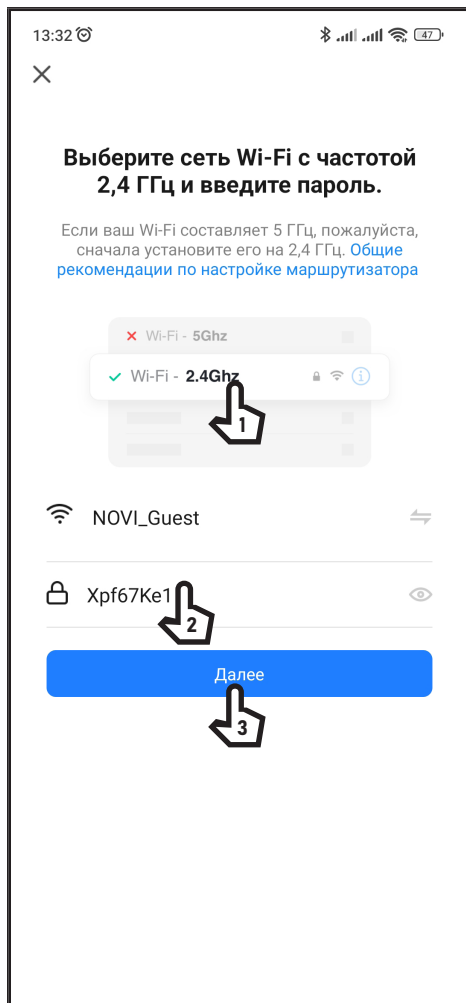 13:32
47
Выберите сеть Wi-Fi с частотой
2,4 ГГц и введите пароль.
Если ваш Wi-Fi составляет 5 ГГц, пожалуйста,
сначала установите его на 2,4 ГГц. Общие
рекомендации по настройке маршрутизатора
Wi-Fi - 5Ghz
Wi-Fi - 2.4Ghz
1
NOVI_Guest
Xpf67Ke1
2
Далее
3